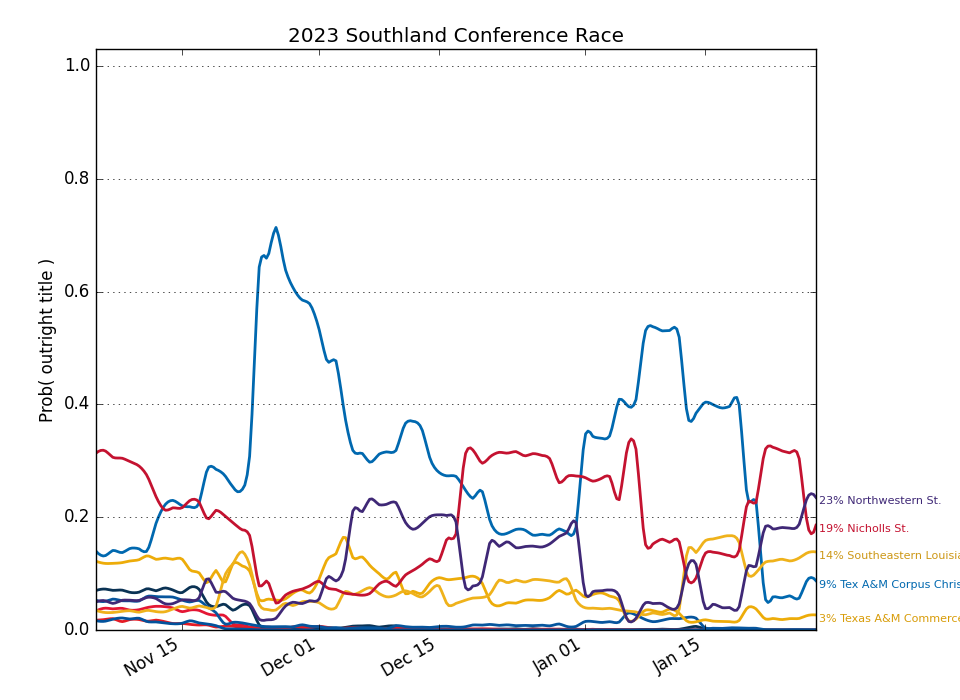 2023 Southland Conference Race
Prob( outright title )
1.0
0.8
0.6
0.4
0.2
0.0
Nov 15
Dec 01
Dec 15
Jan 01
Jan 15
23% Northwestern St.
19% Nicholls St.
14% Southeastern Louisia
9% Tex A&M Corpus Chris
3% Texas A&M Commerce